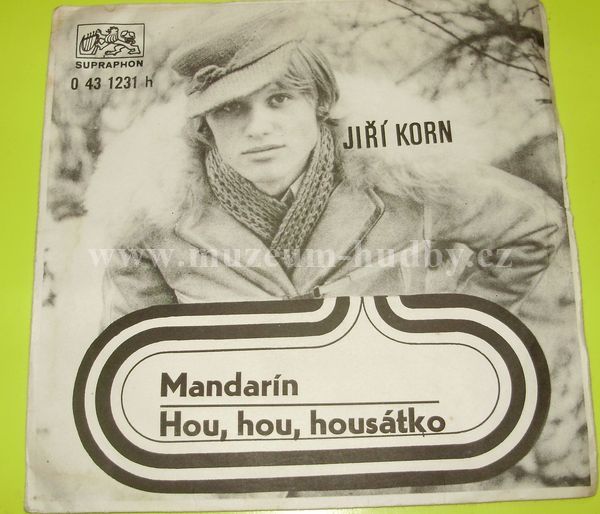 SUPRAPHON
0 43 1231 h
JIŘÍ KORN
www.muzeum-hudby.cz
Mandarín
Hou, hou, housátko